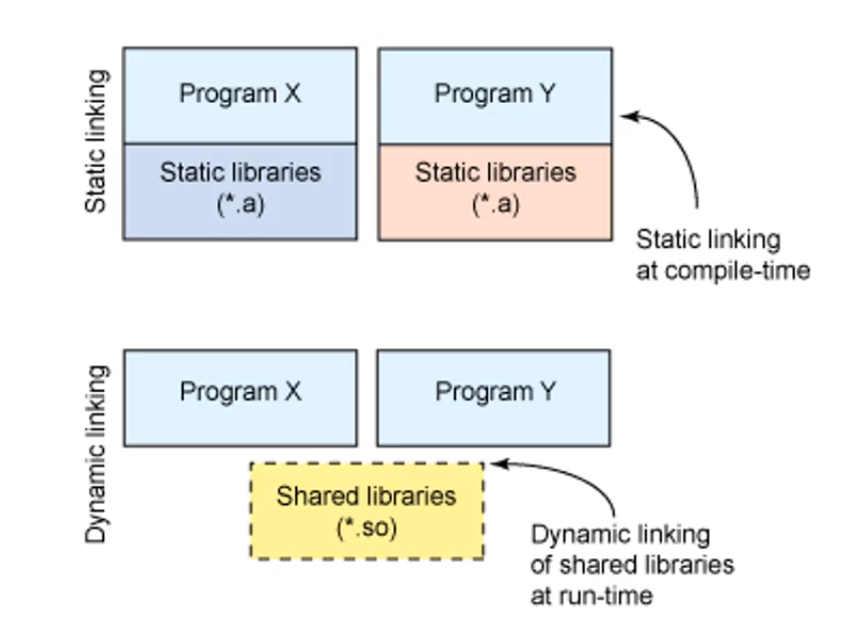 Static linking
Program X
Program Y
Static libraries
(*.a)
Static libraries
(*.a)
Static linking
at compile-time
Dynamic linking
Program X
Program Y
Shared libraries
(*.so)
Dynamic linking
of shared libraries
at run-time